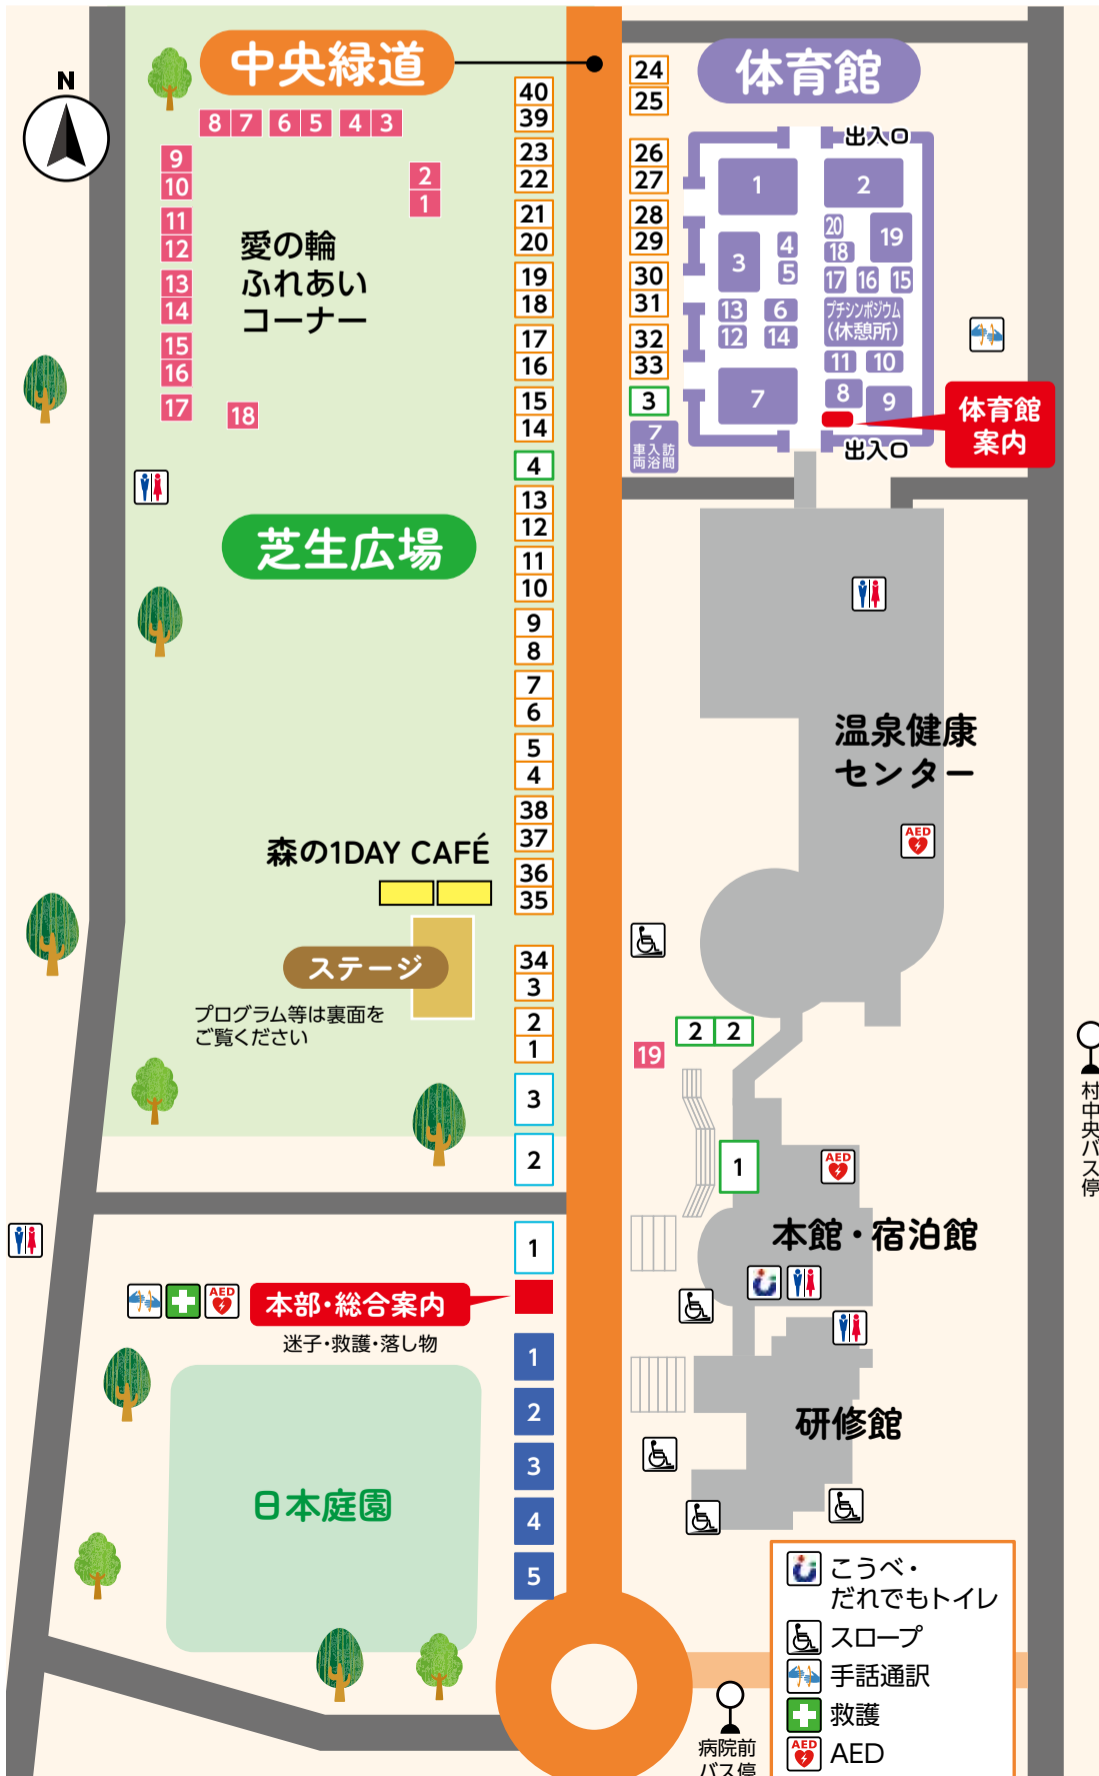 N
中央緑道
体育館
8 7 6 5 4 3
2
1
9
10
11
12
13
14
15
16
17
18
愛の輪
ふれあい
コーナー
40
39
23
22
21
20
19
18
17
16
15
14
4
13
12
11
10
9
8
7
6
5
4
38
37
36
35
34
3
2
1
3
2
1
24
25
26
27
28
29
30
31
32
33
3
7
訪問
入浴
車両
出入口
1
2
20
19
18
3
4
5
17 16 15
13 6
12 14
プチシンポジウム
(休憩所)
11 10
7
8
9
出入口
体育館
案内
芝生広場
温泉健康
センター
AED
森の1DAY CAFÉ
ステージ
プログラム等は裏面を
ご覧ください
2 2
19
1
AED
村中央バス停
本館・宿泊館
AED
本部・総合案内
迷子・救護・落し物
1
2
3
4
5
研修館
日本庭園
病院前
バス停
こうべ・
だれでもトイレ
スロープ
手話通訳
救護
AED
AED